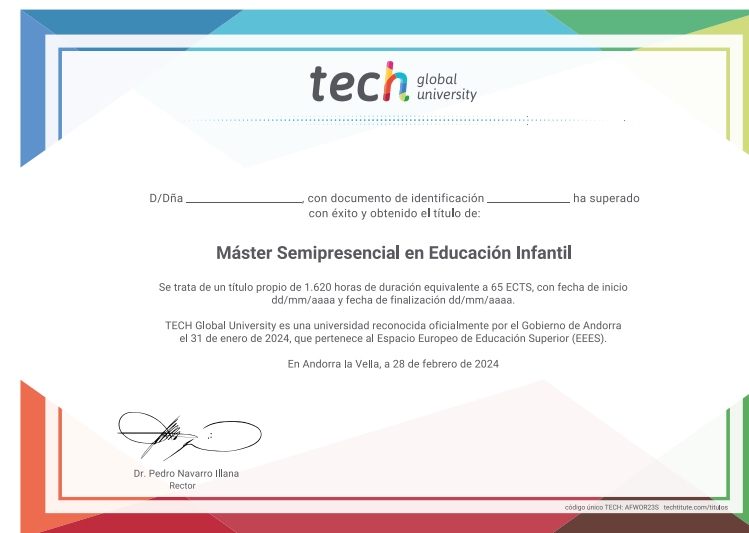 tech global university
D/Dña ____________________, con documento de identificación ______________ ha superado
con éxito y obtenido el título de:
Máster Semipresencial en Educación Infantil
Se trata de un título propio de 1.620 horas de duración equivalente a 65 ECTS, con fecha de inicio
dd/mm/aaaa y fecha de finalización dd/mm/aaaa.
TECH Global University es una universidad reconocida oficialmente por el Gobierno de Andorra
el 31 de enero de 2024, que pertenece al Espacio Europeo de Educación Superior (EEES).
En Andorra la Vella, a 28 de febrero de 2024
Dr. Pedro Navarro Illana
Rector
código único TECH: AFWOR23S techtitute.com/titulos